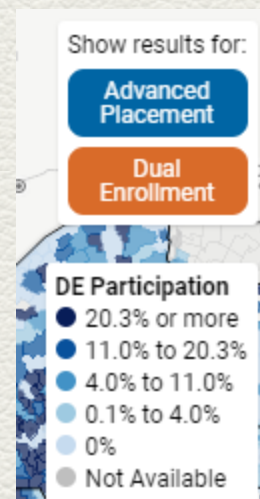 Show results for:
Advanced
Placement
Dual
Enrollment
DE Participation
20.3% or more
11.0% to 20.3%
4.0% to 11.0%
0.1% to 4.0%
0%
Not Available